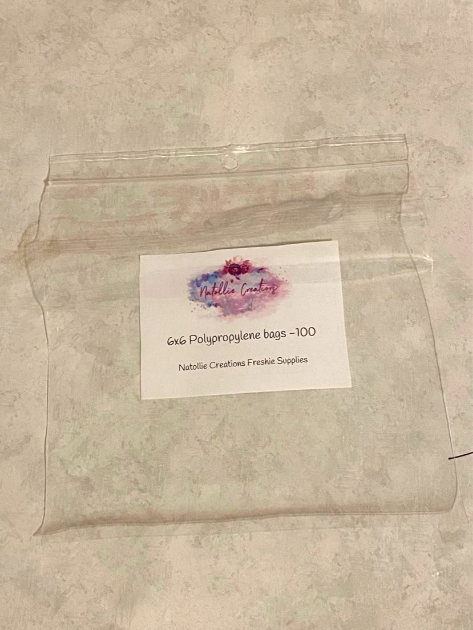 Natollie Creations
6x6 Polypropylene bags -100
Natollie Creations Freshie Supplies